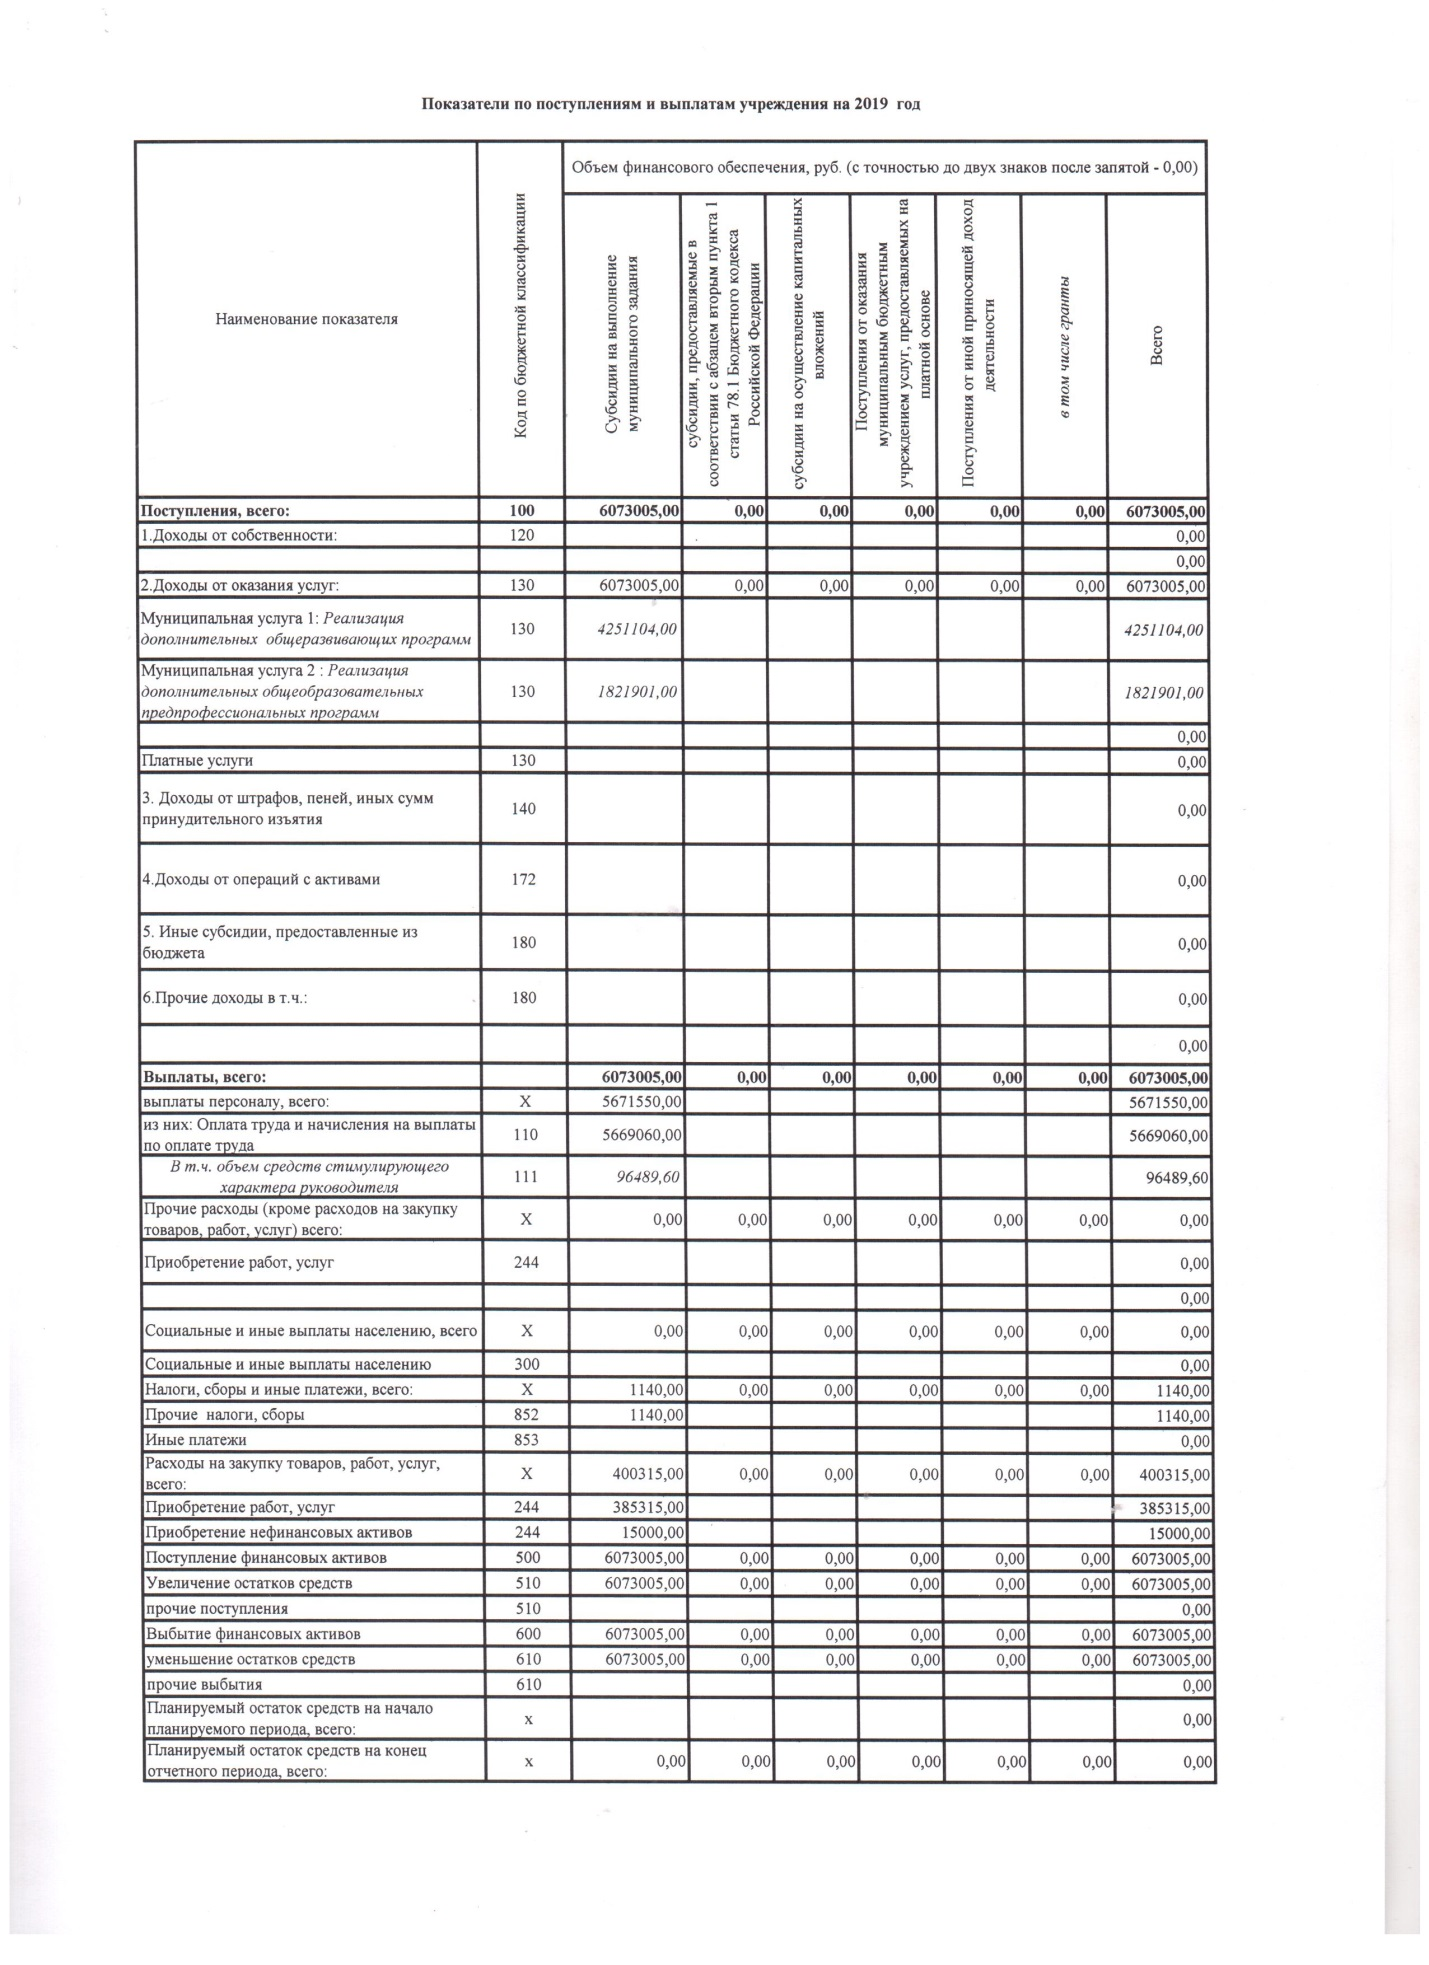 Показатели по поступлениям и выплатам учреждения на 2019 год
Наименование показателя
Код по бюджетной классификации
Объем финансового обеспечения, руб. (с точностью до двух знаков после запятой - 0,00)
Субсидии на выполнение
муниципального задания
субсидии, предоставляемые в
соответствии с абзацем вторым пункта 1
статьи 78.1 Бюджетного кодекса
Российской Федерации
субсидии на осуществление капитальных
вложений
Поступления от оказания
муниципальным бюджетным
учреждением услуг, предоставляемых на
платной основе
Поступления от иной приносящей доход
деятельности
в том числе гранты
Всего
Поступления, всего: 100 6073005,00 0,00 0,00 0,00 0,00 0,00 6073005,00
1.Доходы от собственности: 120 0,00
0,00
2.Доходы от оказания услуг: 130 6073005,00 0,00 0,00 0,00 0,00 0,00 6073005,00
Муниципальная услуга 1: Реализация
дополнительных общеразвивающих программ 130 4251104,00 4251104,00
Муниципальная услуга 2 : Реализация
дополнительных общеобразовательных 130 1821901,00 1821901,00
предпрофессиональных программ
0,00
Платные услуги 130 0,00
3. Доходы от штрафов, пеней, иных сумм
принудительного изъятия 140 0,00
4.Доходы от операций с активами 172 0,00
5. Иные субсидии, предоставленные из
бюджета 180 0,00
6.Прочие доходы в т.ч.: 180 0,00
0,00
Выплаты, всего: 6073005,00 0,00 0,00 0,00 0,00 0,00 6073005,00
выплаты персоналу, всего: Х 5671550,00 5671550,00
из них: Оплата труда и начисления на выплаты
по оплате труда 110 5669060,00 5669060,00
В т.ч. объем средств стимулирующего
характера руководителя 111 96489,60 96489,60
Прочие расходы (кроме расходов на закупку
товаров, работ, услуг) всего: Х 0,00 0,00 0,00 0,00 0,00 0,00 0,00
Приобретение работ, услуг 244 0,00
0,00
Социальные и иные выплаты населению, всего Х 0,00 0,00 0,00 0,00 0,00 0,00 0,00
Социальные и иные выплаты населению 300 0,00
Налоги, сборы и иные платежи, всего: Х 1140,00 0,00 0,00 0,00 0,00 0,00 1140,00
Прочие налоги, сборы 852 1140,00 1140,00
Иные платежи 853 0,00
Расходы на закупку товаров, работ, услуг,
всего: Х 400315,00 0,00 0,00 0,00 0,00 0,00 400315,00
Приобретение работ, услуг 244 385315,00 385315,00
Приобретение нефинансовых активов 244 15000,00 15000,00
Поступление финансовых активов 500 6073005,00 0,00 0,00 0,00 0,00 0,00 6073005,00
Увеличение остатков средств 510 6073005,00 0,00 0,00 0,00 0,00 0,00 6073005,00
прочие поступления 510 0,00
Выбытие финансовых активов 600 6073005,00 0,00 0,00 0,00 0,00 0,00 6073005,00
уменьшение остатков средств 610 6073005,00 0,00 0,00 0,00 0,00 0,00 6073005,00
прочие выбытия 610 0,00
Планируемый остаток средств на начало
планируемого периода, всего: х 0,00
Планируемый остаток средств на конец
отчетного периода, всего: х 0,00 0,00 0,00 0,00 0,00 0,00 0,00